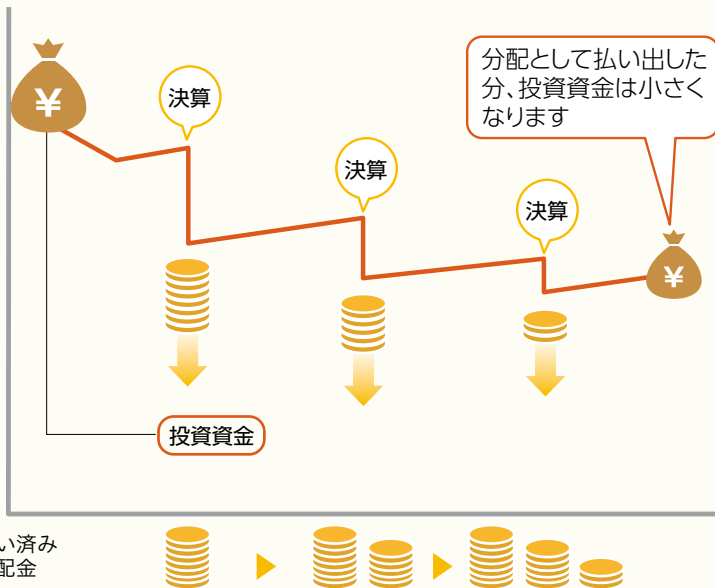 ¥
決算
分配として払い出した
分、投資資金は小さく
なります
決算
決算
¥
投資資金
い済み
配金